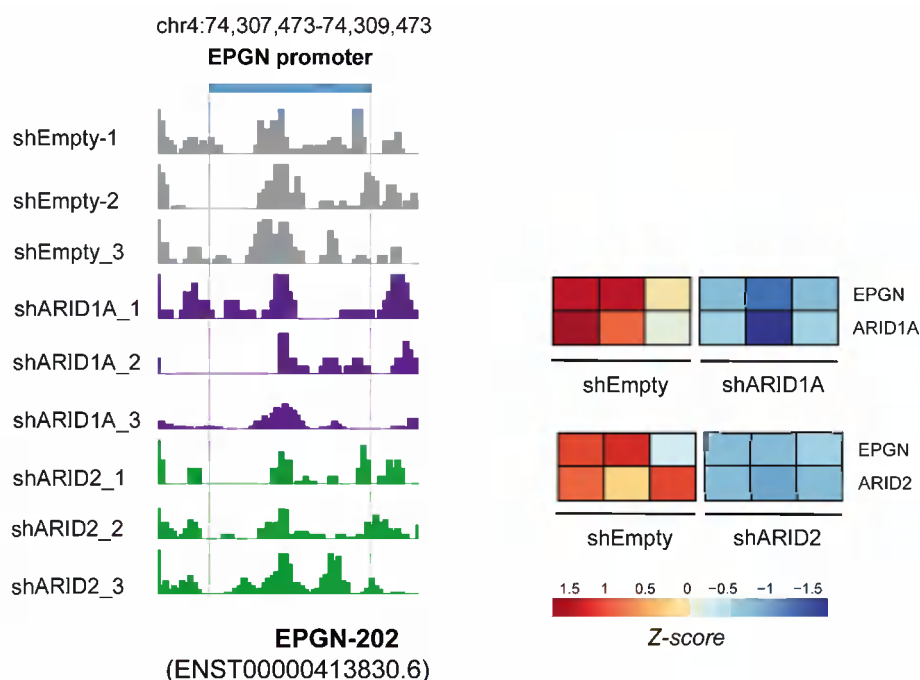 chr4:74,307,473-74,309,473
EPGN promoter
shEmpty-1
shEmpty-2
shEmpty_3
shARID1A_1
shARID1A_2
shARID1A_3
shARID2_1
shARID2_2
shARID2_3
EPGN-202
(ENST00000413830.6)
EPGN
ARID1A
shEmpty shARID1A
EPGN
ARID2
shEmpty shARID2
1.5 1 0.5 0 −0.5 −1 −1.5
Z-score